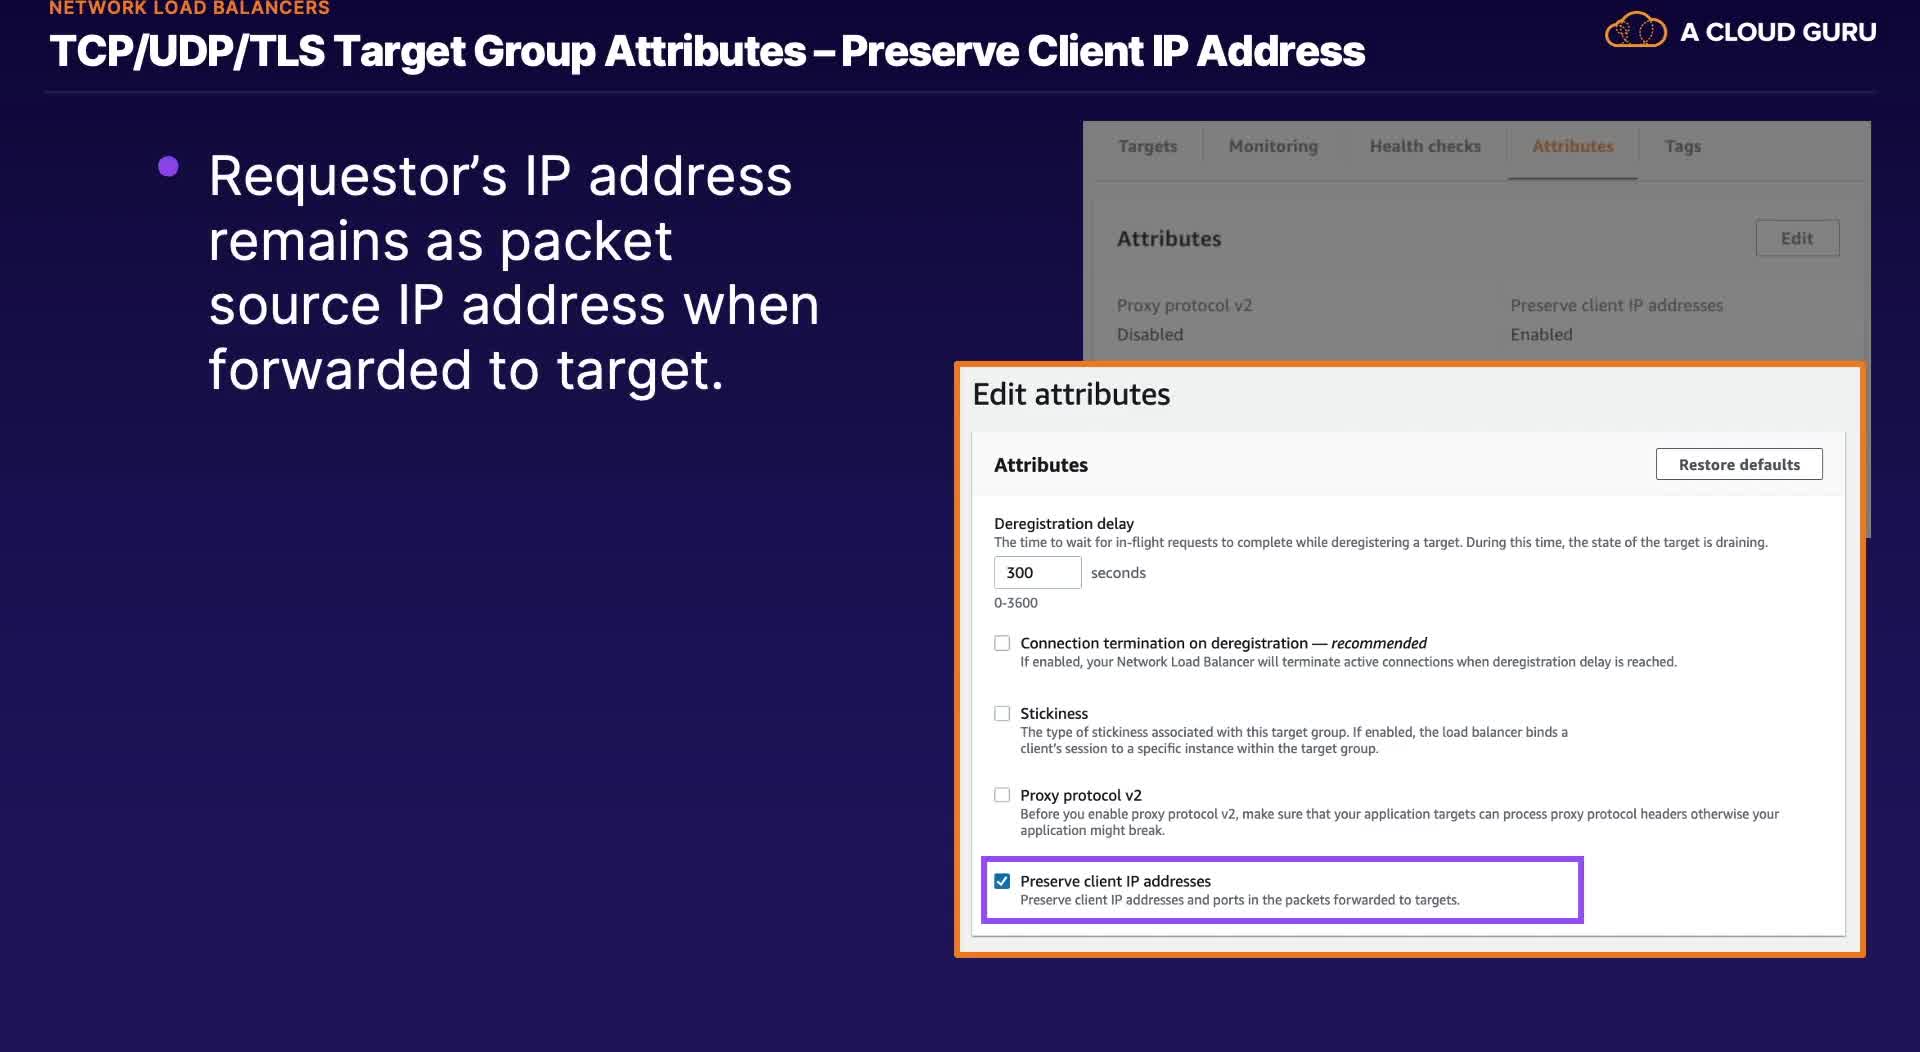 NETWORK LOAD BALANCERS
TCP/UDP/TLS Target Group Attributes – Preserve Client IP Address
A CLOUD GURU
Requestor’s IP address
remains as packet
source IP address when
forwarded to target.
Targets Monitoring Health checks Attributes Tags
Attributes Edit
Proxy protocol v2 Preserve client IP addresses
Disabled Enabled
Edit attributes
Attributes Restore defaults
Deregistration delay
The time to wait for in-flight requests to complete while deregistering a target. During this time, the state of the target is draining.
300 seconds
0-3600
Connection termination on deregistration — recommended
If enabled, your Network Load Balancer will terminate active connections when deregistration delay is reached.
Stickiness
The type of stickiness associated with this target group. If enabled, the load balancer binds a
client's session to a specific instance within the target group.
Proxy protocol v2
Before you enable proxy protocol v2, make sure that your application targets can process proxy protocol headers otherwise your
application might break.
Preserve client IP addresses
Preserve client IP addresses and ports in the packets forwarded to targets.